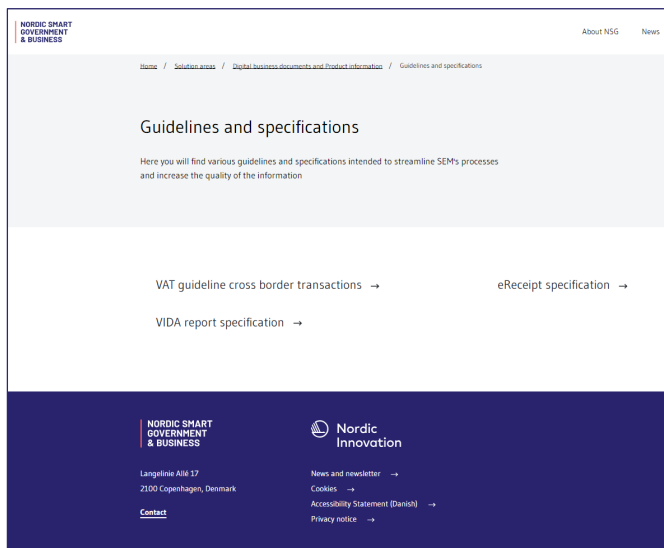 NORDIC SMART
GOVERNMENT
& BUSINESS
About NSG News
Home / Solution areas / Digital business documents and Product information / Guidelines and specifications
Guidelines and specifications
Here you will find various guidelines and specifications intended to streamline SEM's processes
and increase the quality of the information
VAT guideline cross border transactions →
eReceipt specification →
VIDA report specification →
NORDIC SMART
GOVERNMENT
& BUSINESS
Langelinie Allé 17
2100 Copenhagen, Denmark
Contact
Nordic
Innovation
News and newsletter →
Cookies →
Accessibility Statement (Danish) →
Privacy notice →